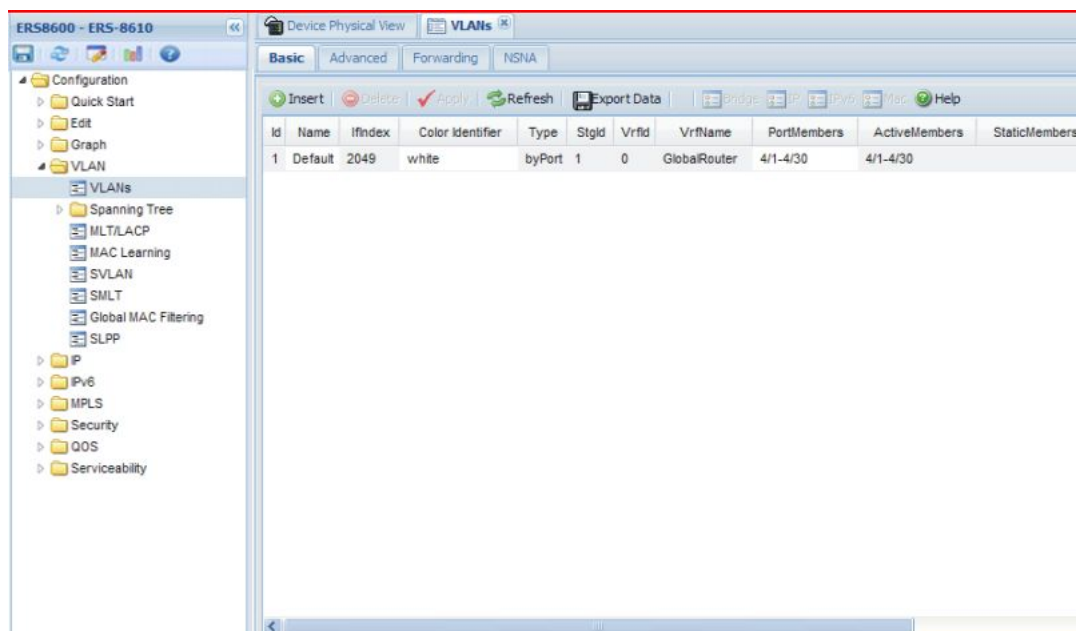 ERS8600 - ERS-8610
Device Physical View
VLANs
Basic
Advanced
Forwarding
NSNA
Configuration
Quick Start
Edit
Graph
VLAN
VLANs
Spanning Tree
MLT/LACP
MAC Learning
SVLAN
SMLT
Global MAC Filtering
SLPP
IP
IPv6
MPLS
Security
QOS
Serviceability
Insert Delete Apply Refresh Export Data Bridge IP IPv6 Mac Help
Id Name IfIndex Color Identifier Type StgId VrfId VrfName PortMembers ActiveMembers StaticMembers
1 Default 2049 white byPort 1 0 GlobalRouter 4/1-4/30 4/1-4/30